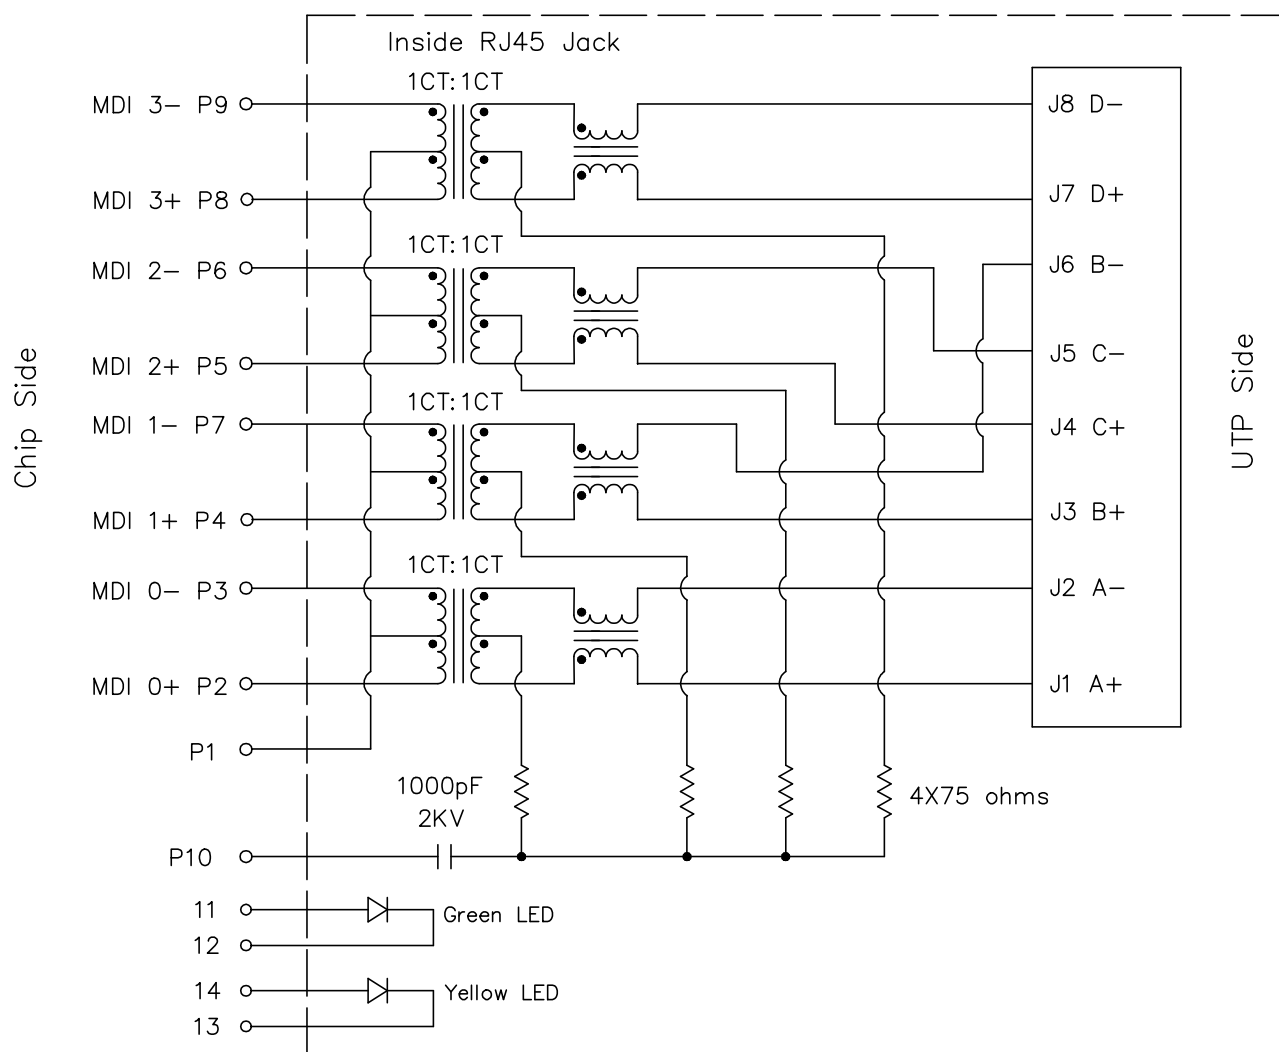 Inside RJ45 Jack
1CT:1CT
MDI 3- P9
J8 D-
MDI 3+ P8
J7 D+
1CT:1CT
MDI 2- P6
J6 B-
MDI 2+ P5
J5 C-
1CT:1CT
MDI 1- P7
J4 C+
MDI 1+ P4
J3 B+
1CT:1CT
MDI 0- P3
J2 A-
MDI 0+ P2
J1 A+
Chip Side
UTP Side
P1
1000pF
2KV
4X75 ohms
P10
11
Green LED
12
14
Yellow LED
13